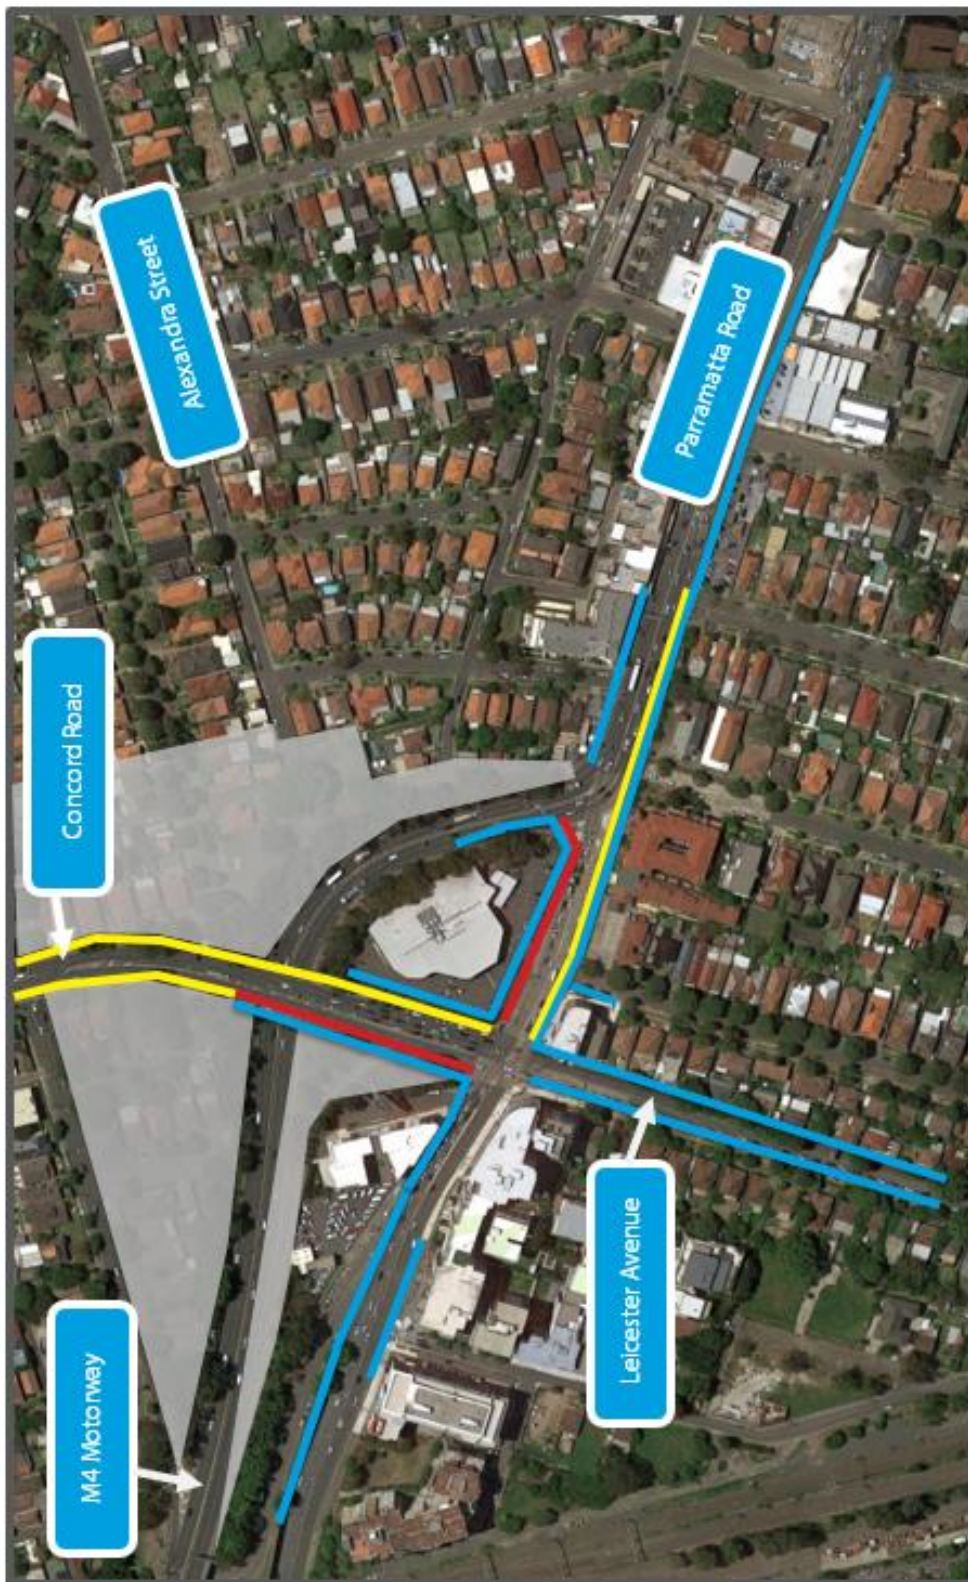 M4 Motorway
Concord Road
Alexandra Street
Leicester Avenue
Parramatta Road